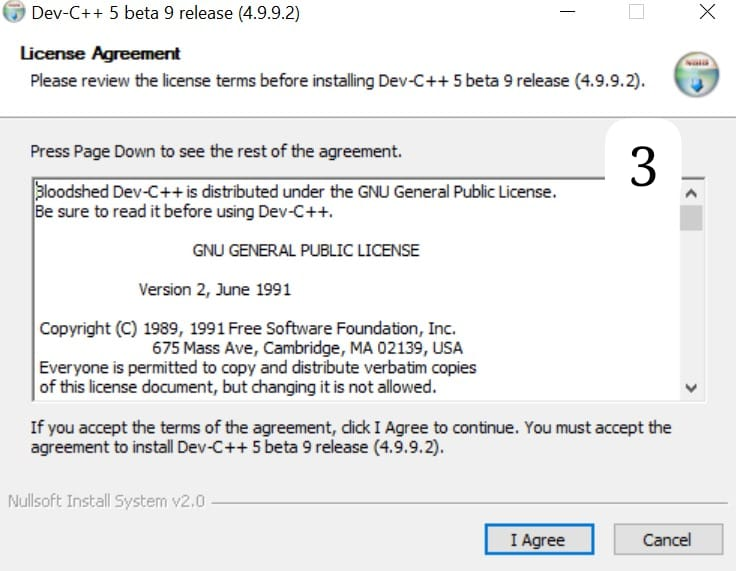 Dev-C++ 5 beta 9 release (4.9.9.2)
License Agreement
Please review the license terms before installing Dev-C++ 5 beta 9 release (4.9.9.2).
Press Page Down to see the rest of the agreement.
3
Bloodshed Dev-C++ is distributed under the GNU General Public License.
Be sure to read it before using Dev-C++.
GNU GENERAL PUBLIC LICENSE
Version 2, June 1991
Copyright (C) 1989, 1991 Free Software Foundation, Inc.
675 Mass Ave, Cambridge, MA 02139, USA
Everyone is permitted to copy and distribute verbatim copies
of this license document, but changing it is not allowed.
If you accept the terms of the agreement, click I Agree to continue. You must accept the
agreement to install Dev-C++ 5 beta 9 release (4.9.9.2).
Nullsoft Install System v2.0
I Agree
Cancel